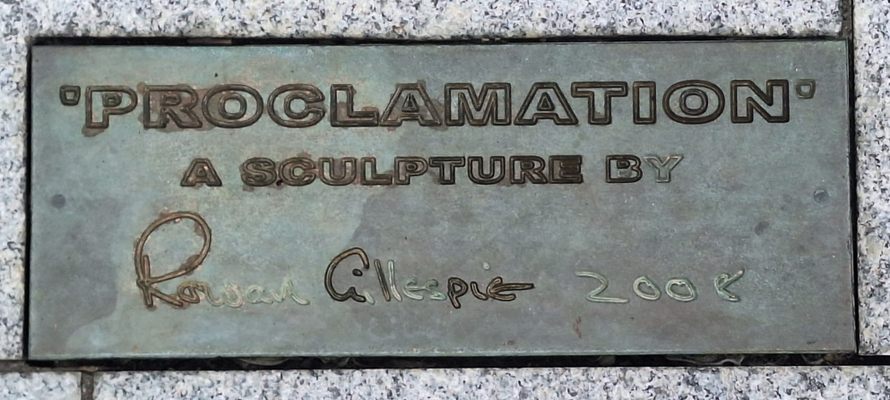 'PROCLAMATION'
A SCULPTURE BY
Rowan Gillespie 2008